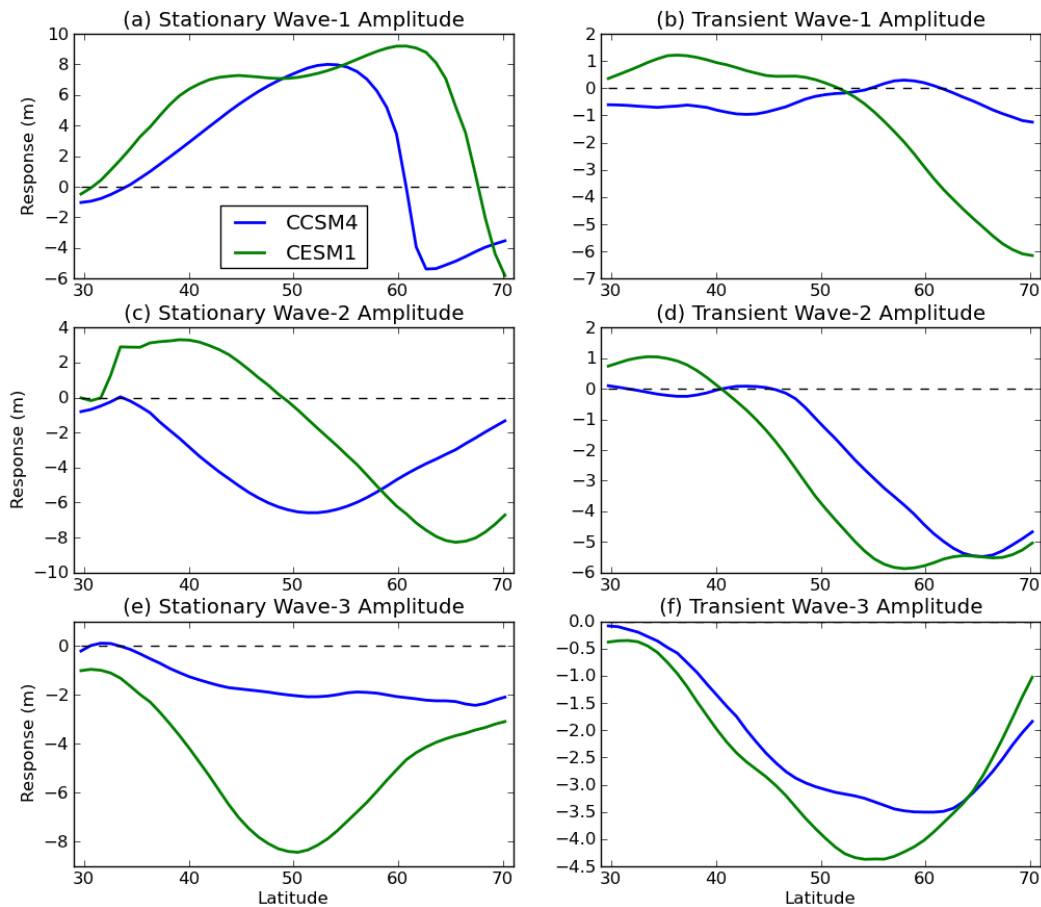 (a) Stationary Wave-1 Amplitude
10
8
6
4
2
0
−2
−4
−6
Response (m)
CCSM4
CESM1
30 40 50 60 70
(b) Transient Wave-1 Amplitude
2
1
0
−1
−2
−3
−4
−5
−6
−7
30 40 50 60 70
(c) Stationary Wave-2 Amplitude
4
2
0
−2
−4
−6
−8
−10
Response (m)
30 40 50 60 70
(d) Transient Wave-2 Amplitude
2
1
0
−1
−2
−3
−4
−5
−6
30 40 50 60 70
(e) Stationary Wave-3 Amplitude
0
−2
−4
−6
−8
Response (m)
30 40 50 60 70
Latitude
(f) Transient Wave-3 Amplitude
0.0
−0.5
−1.0
−1.5
−2.0
−2.5
−3.0
−3.5
−4.0
−4.5
30 40 50 60 70
Latitude